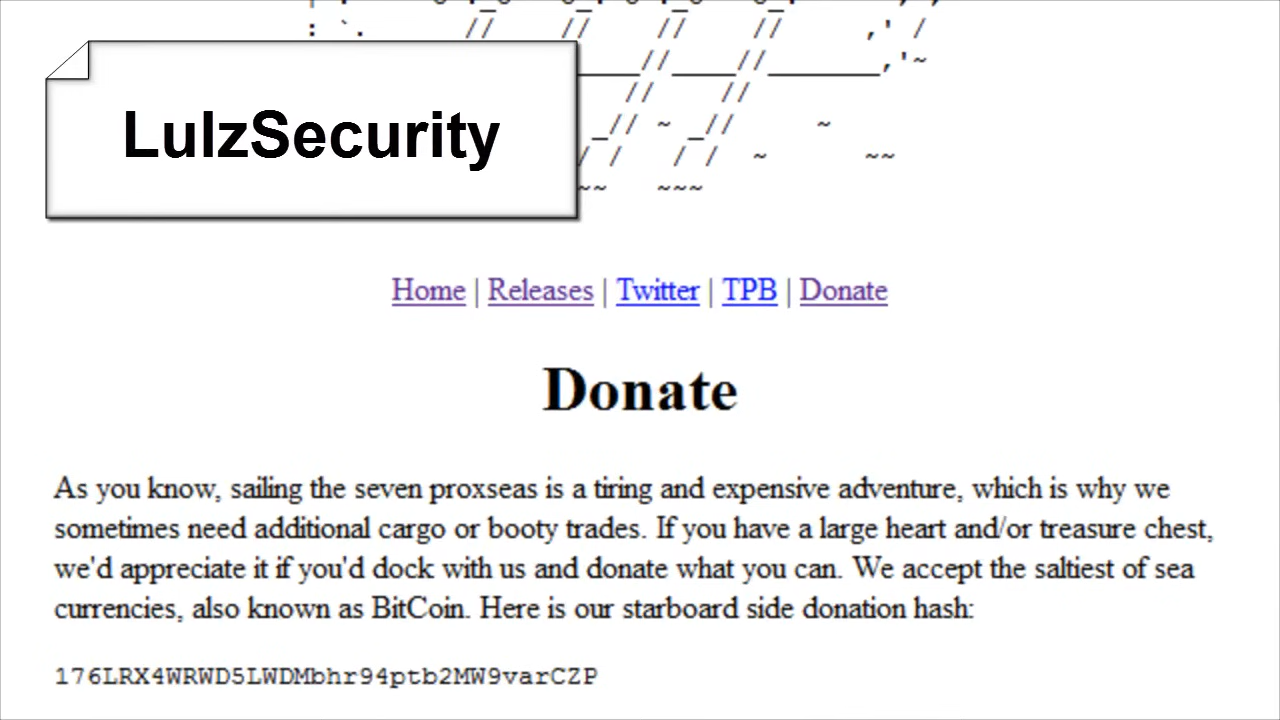 LulzSecurity
Home | Releases | Twitter | TPB | Donate
Donate
As you know, sailing the seven proxseas is a tiring and expensive adventure, which is why we
sometimes need additional cargo or booty trades. If you have a large heart and/or treasure chest,
we'd appreciate it if you'd dock with us and donate what you can. We accept the saltiest of sea
currencies, also known as BitCoin. Here is our starboard side donation hash:
176LRX4WRWD5LWDMbhr94ptb2MW9varCZP